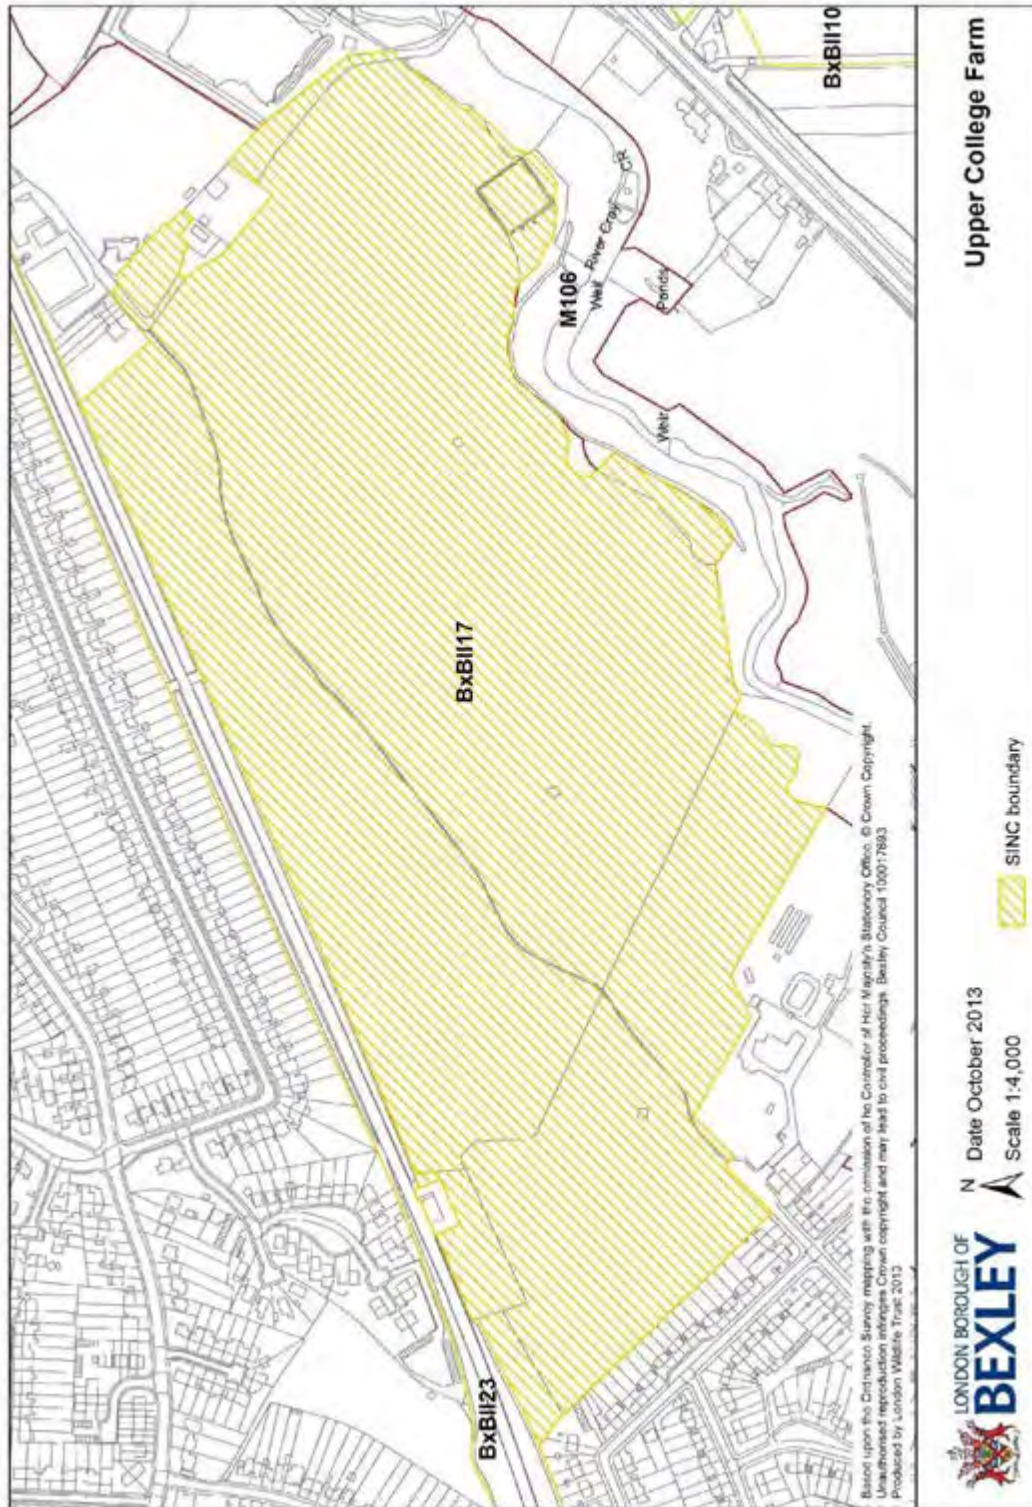 BxBII10
CR
River Cray
Weir
M106
Ponds
Weir
BxBII17
BxBII23
Based upon the Ordnance Survey mapping with the permission of the Controller of Her Majesty's Stationery Office, © Crown Copyright.
Unauthorised reproduction infringes Crown copyright and may lead to civil proceedings. Bexley Council 100017693
Produced by London Wildlife Trust 2013
LONDON BOROUGH OF
BEXLEY
N
Date October 2013
Scale 1:4,000
SINC boundary
Upper College Farm